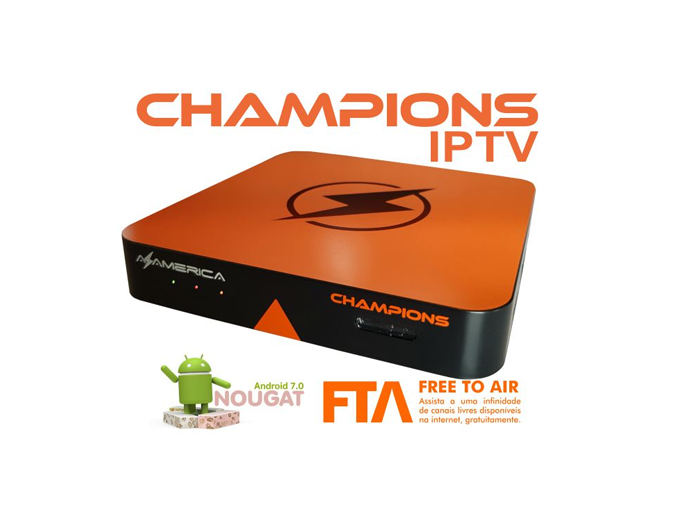 CHAMPIONS
IPTV
AZAMERICA
CHAMPIONS
Android 7.0
NOUGAT
FTA
FREE TO AIR
Assista a uma infinidade
de canais livres disponíveis
na internet, gratuitamente.